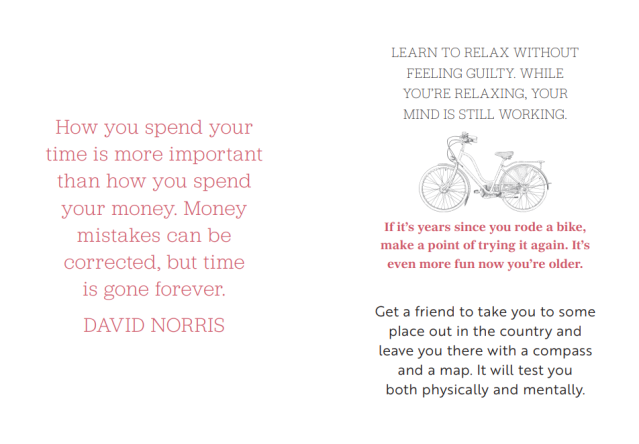 How you spend your
time is more important
than how you spend
your money. Money
mistakes can be
corrected, but time
is gone forever.
DAVID NORRIS
LEARN TO RELAX WITHOUT
FEELING GUILTY. WHILE
YOU’RE RELAXING, YOUR
MIND IS STILL WORKING.
If it’s years since you rode a bike,
make a point of trying it again. It’s
even more fun now you’re older.
Get a friend to take you to some
place out in the country and
leave you there with a compass
and a map. It will test you
both physically and mentally.